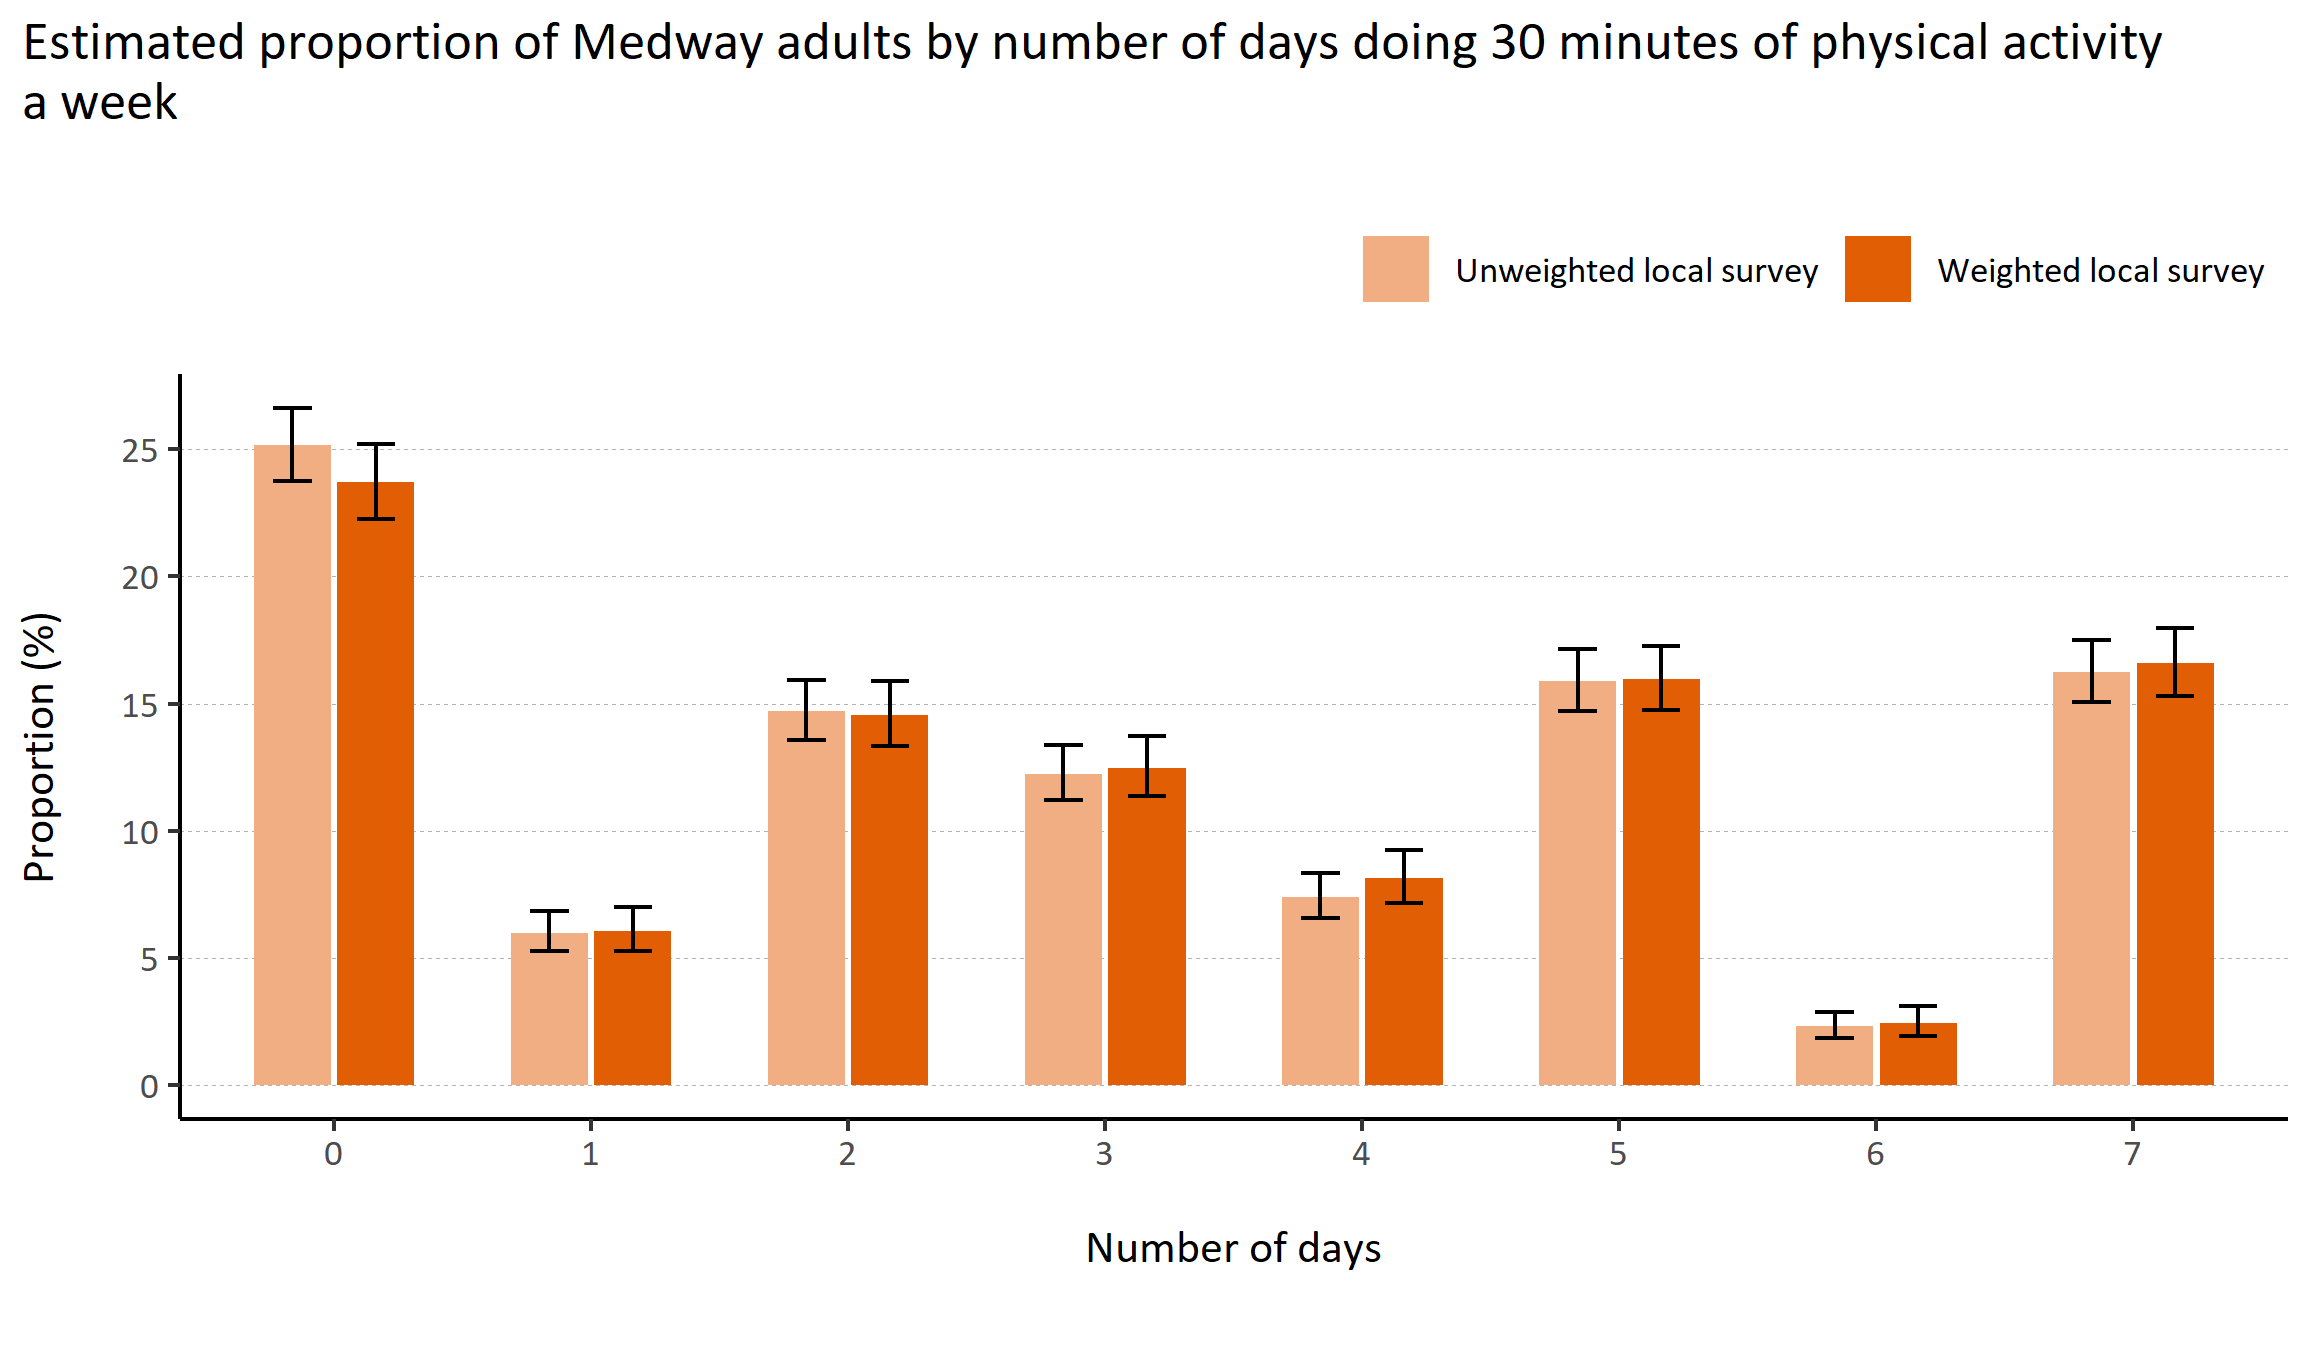 Estimated proportion of Medway adults by number of days doing 30 minutes of physical activity
a week
Unweighted local survey
Weighted local survey
Proportion (%)
25
20
15
10
5
0
0 1 2 3 4 5 6 7
Number of days